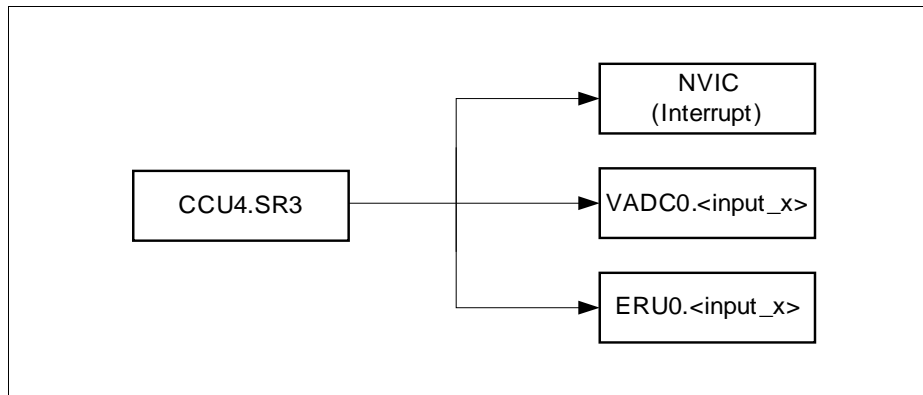 NVIC
(Interrupt)
CCU4.SR3
VADC0.<input_x>
ERU0.<input_x>